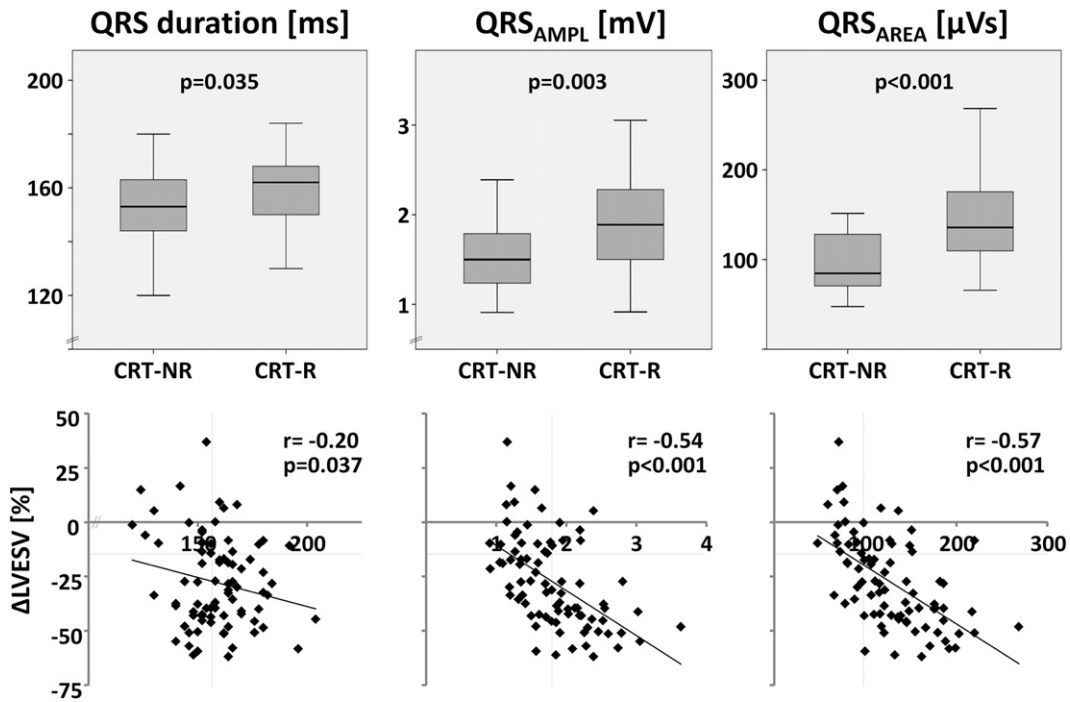 QRS duration [ms]
QRSAMPL [mV]
QRSAREA [µVs]
200
160
120
p=0.035
CRT-NR
CRT-R
3
2
1
p=0.003
CRT-NR
CRT-R
300
200
100
p<0.001
CRT-NR
CRT-R
ΔLVESV [%]
50
25
0
-25
-50
-75
r= -0.20
p=0.037
150
200
r= -0.54
p<0.001
1
2
3
4
r= -0.57
p<0.001
100
200
300